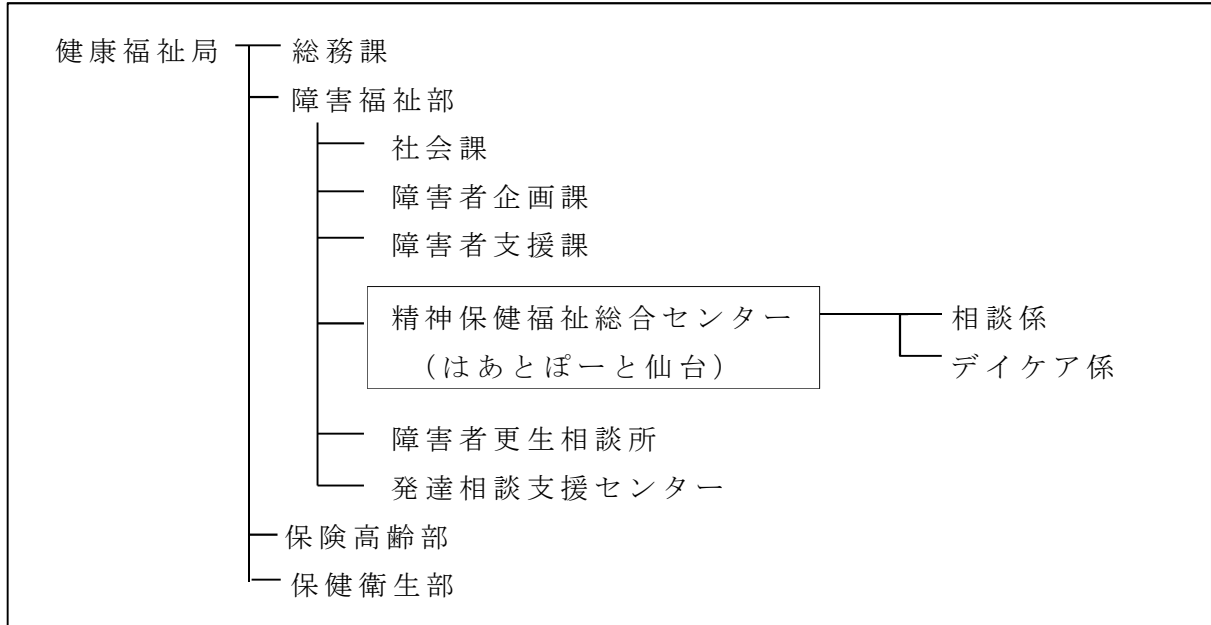 健康福祉局 総務課
障害福祉部
社会課
障害者企画課
障害者支援課
精神保健福祉総合センター 相談係
（はあとぽーと仙台） デイケア係
障害者更生相談所
発達相談支援センター
保険高齢部
保健衛生部